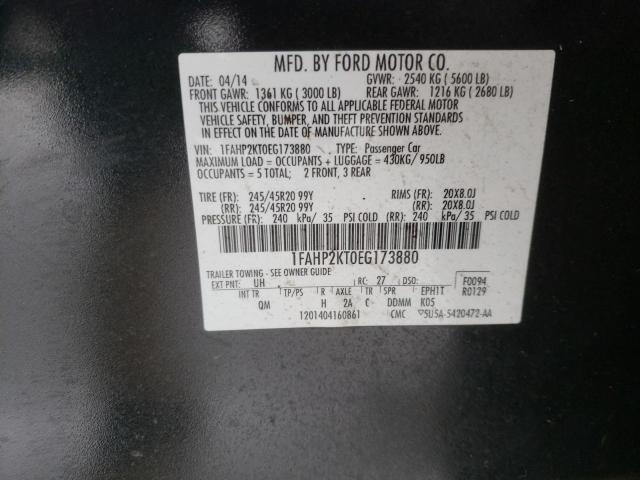 MFD. BY FORD MOTOR CO.
DATE: 04/14 GVWR: 2540 KG ( 5600 LB)
FRONT GAWR: 1361 KG ( 3000 LB) REAR GAWR: 1216 KG ( 2680 LB)
THIS VEHICLE CONFORMS TO ALL APPLICABLE FEDERAL MOTOR
VEHICLE SAFETY, BUMPER, AND THEFT PREVENTION STANDARDS
IN EFFECT ON THE DATE OF MANUFACTURE SHOWN ABOVE.
VIN: 1FAHP2KT0EG173880 TYPE: Passenger Car
MAXIMUM LOAD = OCCUPANTS + LUGGAGE = 430KG/ 950LB
OCCUPANTS = 5 TOTAL; 2 FRONT, 3 REAR
TIRE (FR): 245/45R20 99Y RIMS (FR): 20X8.0J
(RR): 245/45R20 99Y (RR): 20X8.0J
PRESSURE (FR): 240 kPa/ 35 PSI COLD (RR): 240 kPa/ 35 PSI COLD
1FAHP2KT0EG173880
TRAILER TOWING - SEE OWNER GUIDE
EXT PNT: UH RC: 27 DSO: F0094
INT TR TP/PS R AXLE TR SPR EPH1T R0129
QM H 2A C DDMM K05
1201404160861 CMC ▽5U5A-5420472-AA